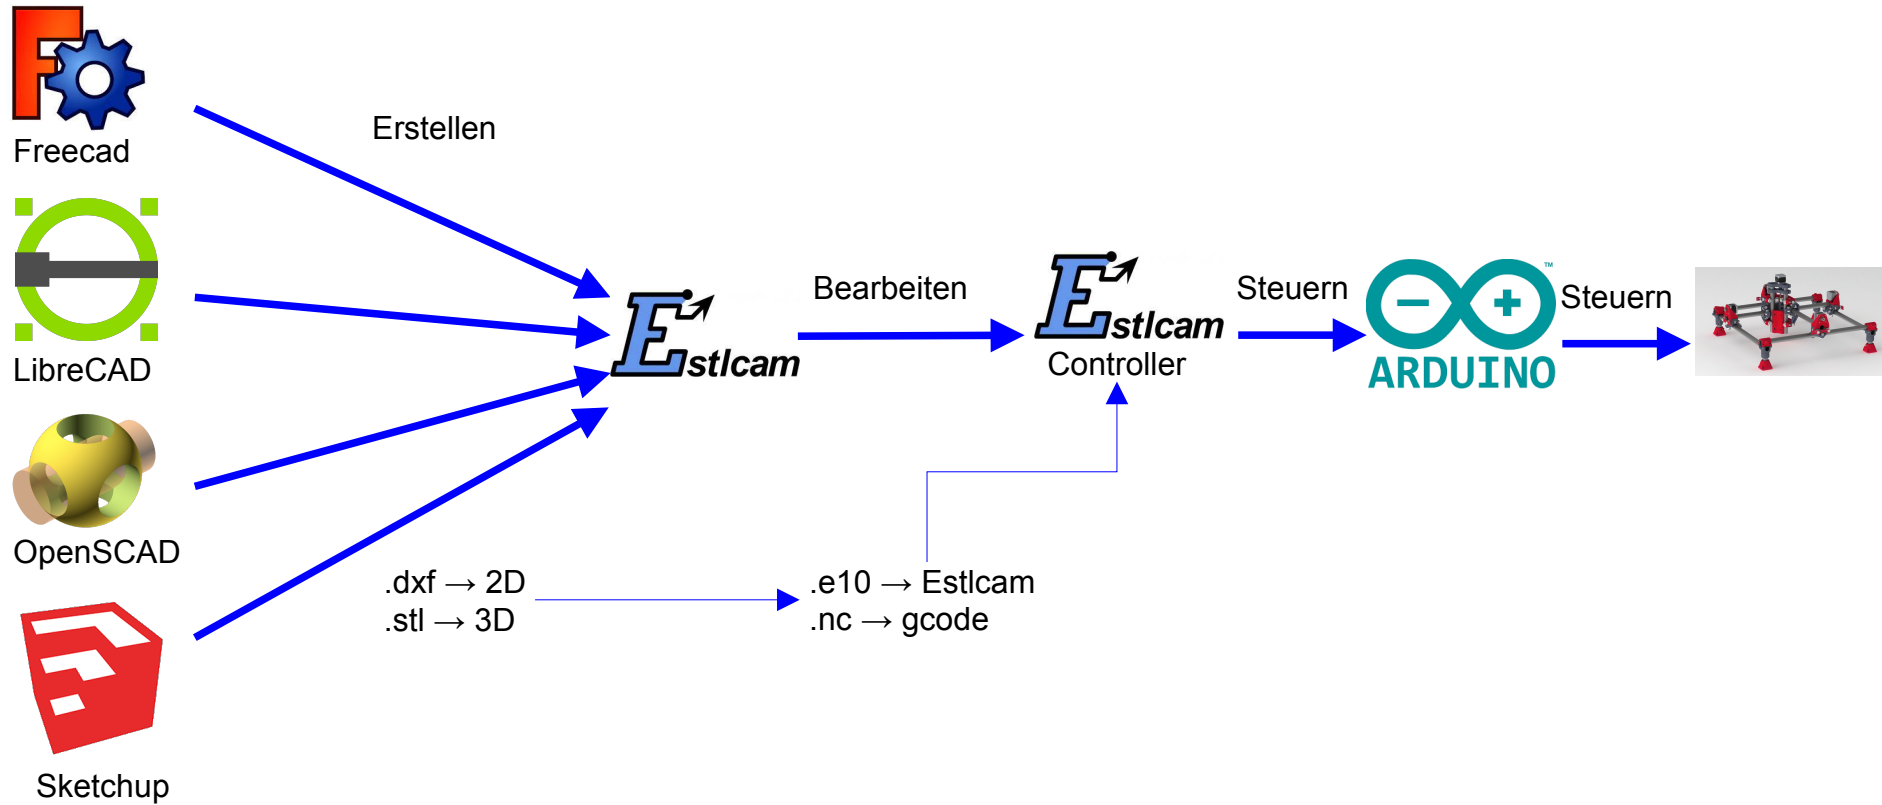 Freecad
Erstellen
LibreCAD
OpenSCAD
Sketchup
.dxf → 2D
.stl → 3D
Estlcam
Bearbeiten
.e10 → Estlcam
.nc → gcode
Estlcam
Controller
Steuern
ARDUINO
TM
Steuern